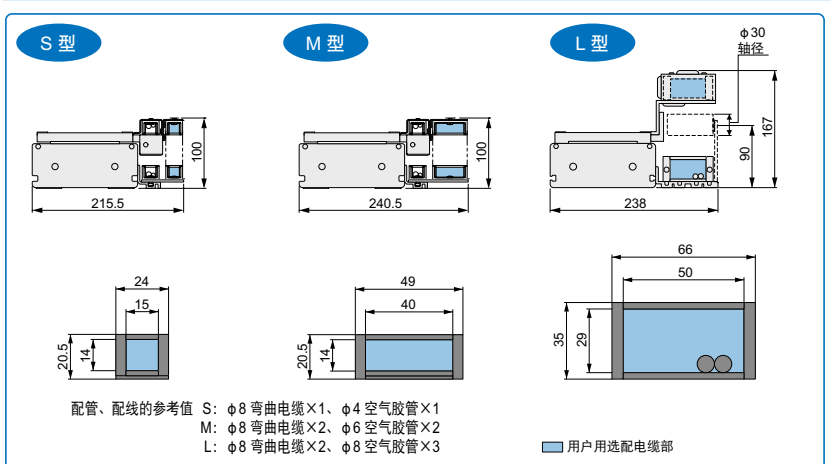 S 型
M 型
L 型
φ30
轴径
100
215.5
100
240.5
167
90
238
24
15
20.5
14
49
40
20.5
14
66
50
35
29
配管、配线的参考值 S: φ8 弯曲电缆×1、φ4 空气胶管×1
M: φ8 弯曲电缆×2、φ6 空气胶管×2
L: φ8 弯曲电缆×2、φ8 空气胶管×3
用户用选配电缆部